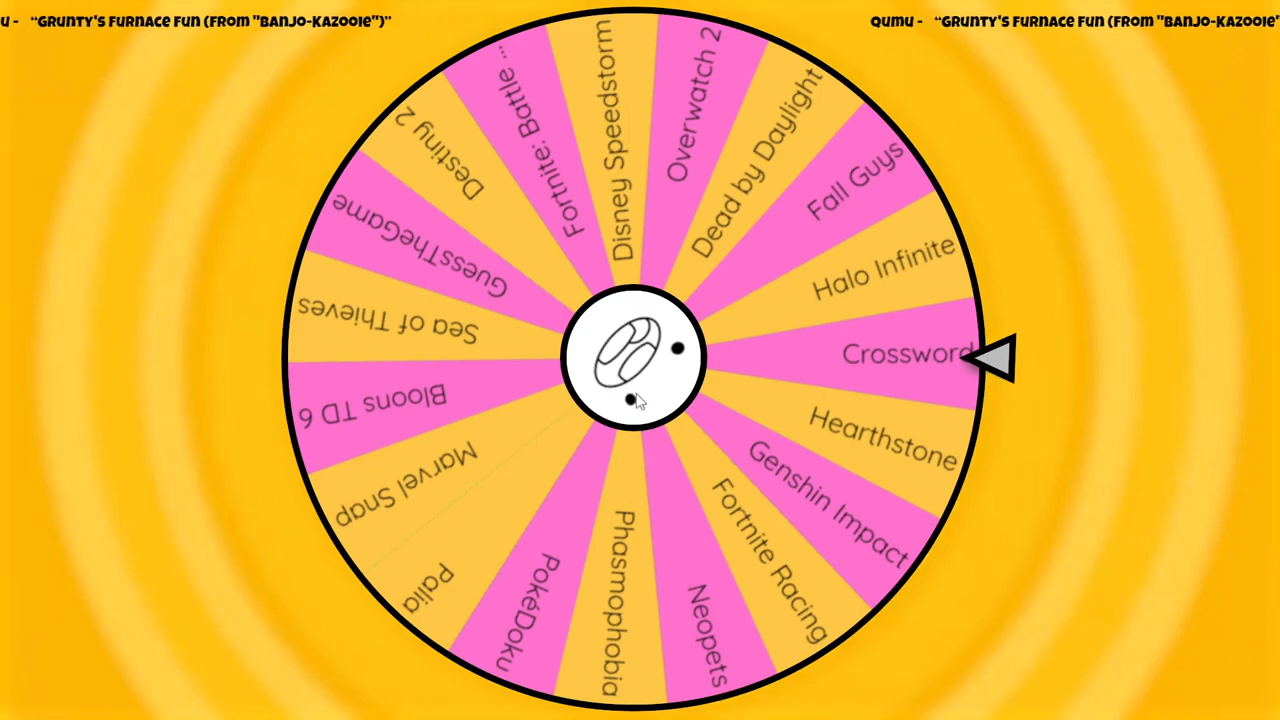 u - "Grunty's Furnace Fun (From "Banjo-Kazooie")"
Qumu - "Grunty's Furnace Fun (From "Banjo-Kazooie"
Overwatch 2
Dead by Daylight
Fall Guys
Halo Infinite
Crossword
Hearthstone
Genshin Impact
Fortnite Racing
Neopets
Phasmophobia
PokéDoku
Palia
Marvel Snap
Bloons TD 6
Sea of Thieves
GuessTheGame
Destiny 2
Fortnite: Battle ...
Disney Speedstorm